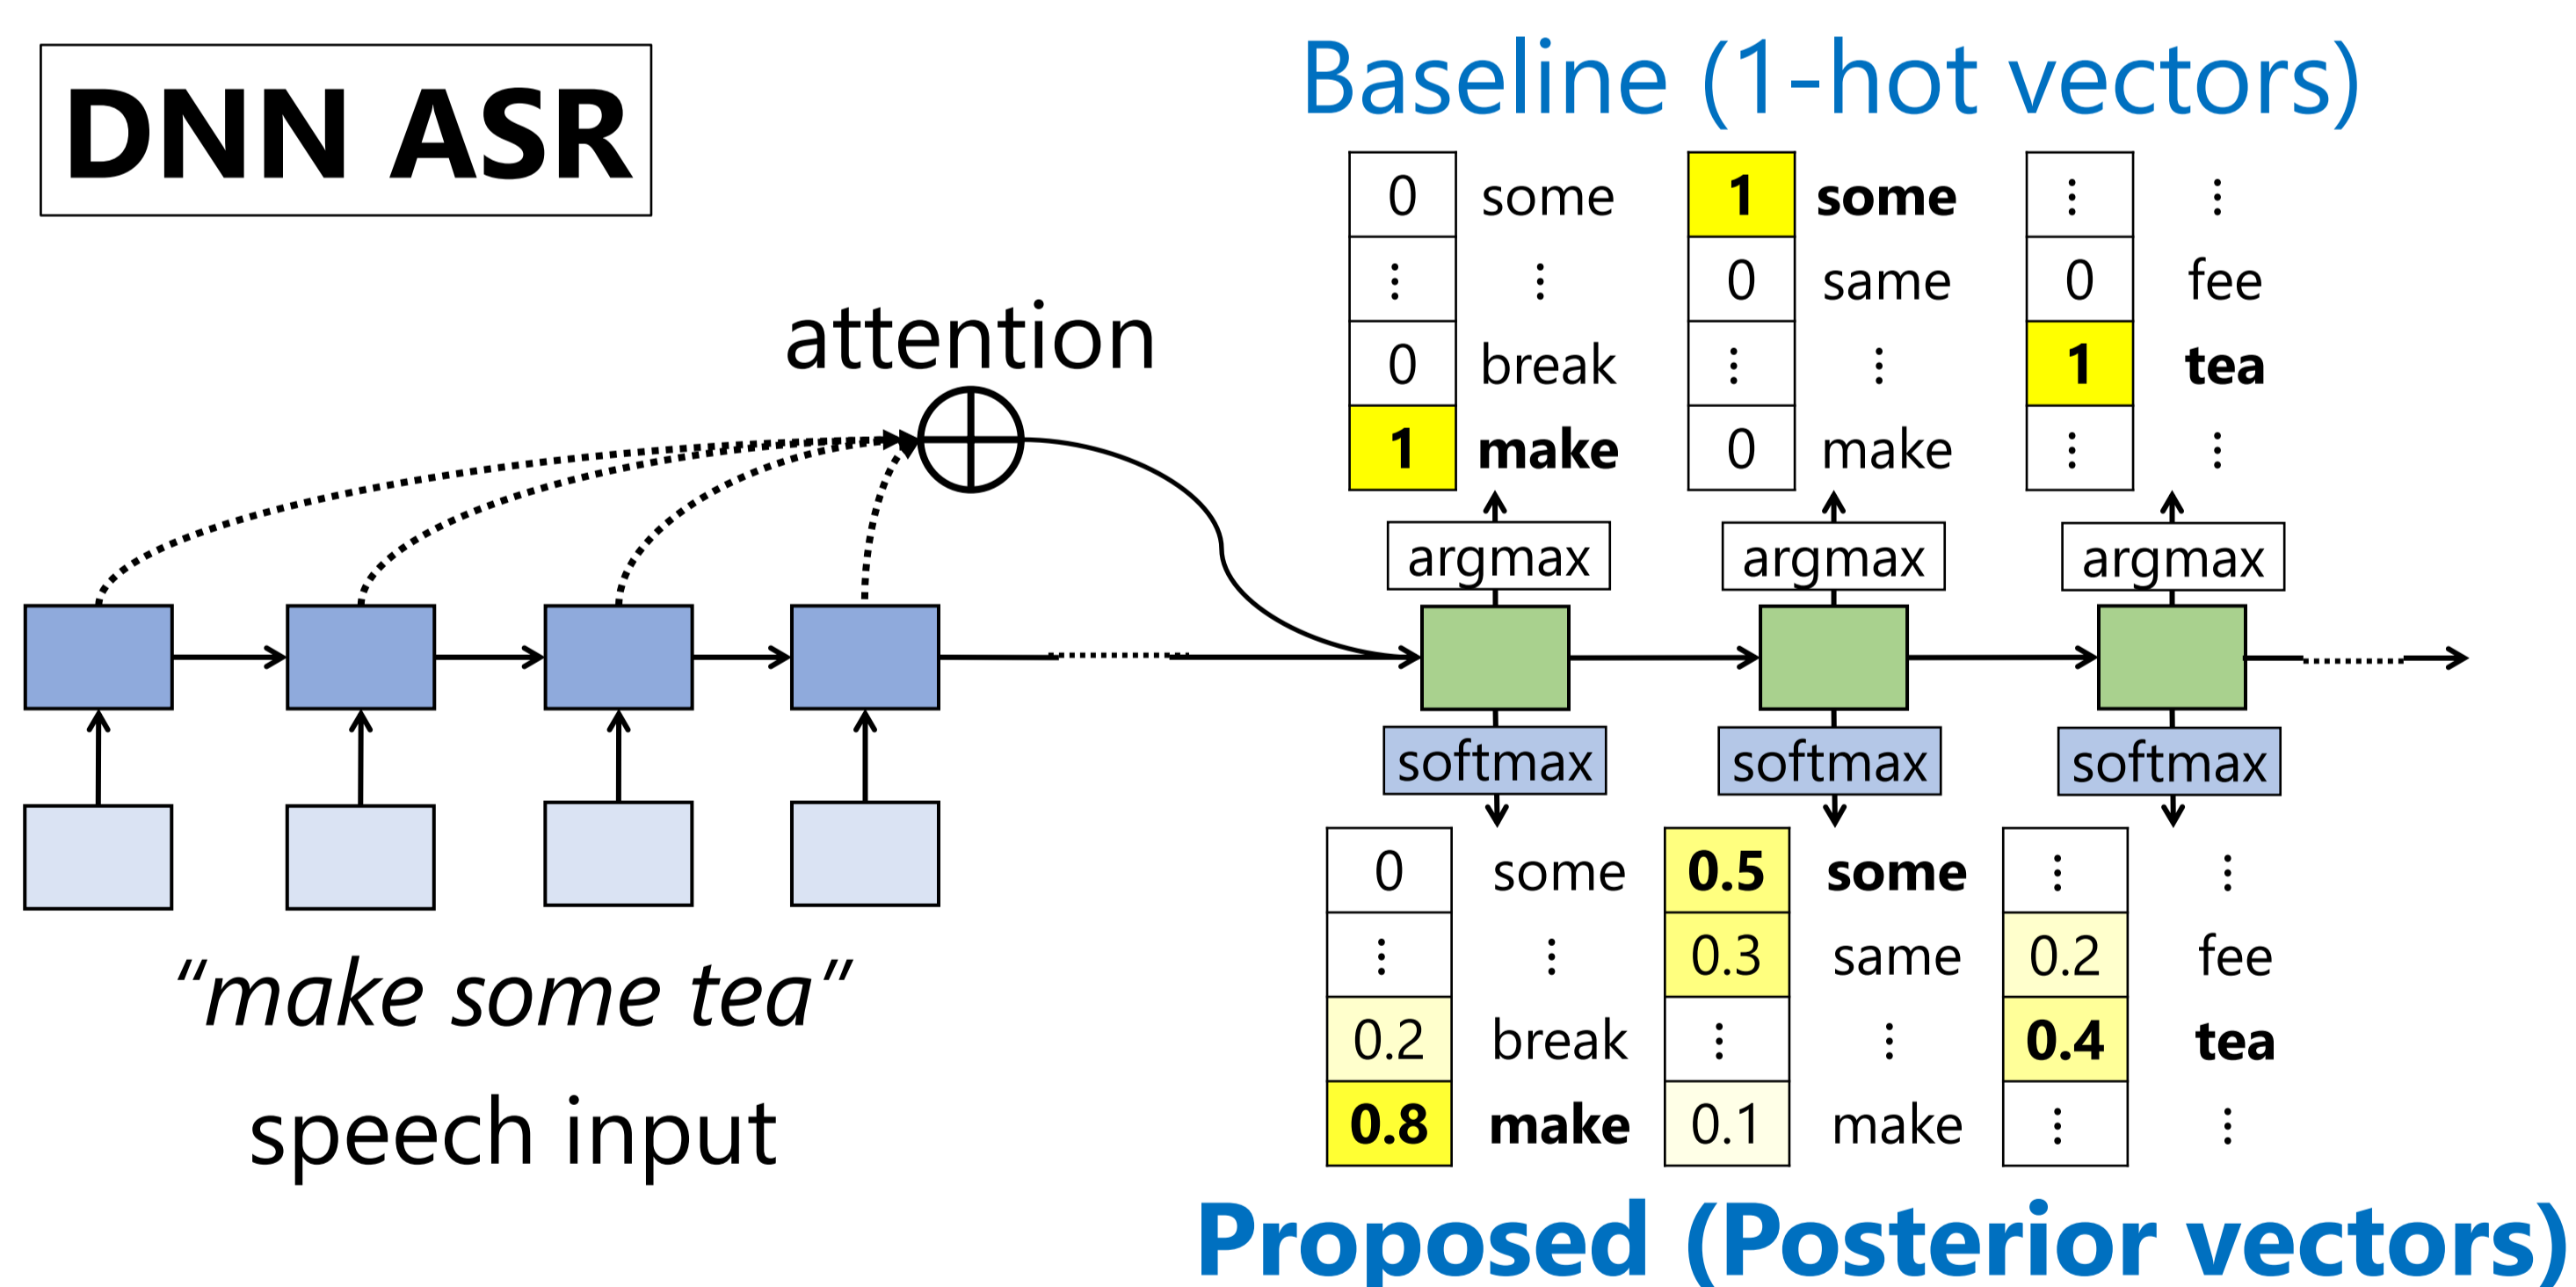 DNN ASR
Baseline (1-hot vectors)
0 some 1 some ⋮ ⋮
⋮ ⋮ 0 same 0 fee
0 break ⋮ ⋮ 1 tea
1 make 0 make ⋮ ⋮
attention
argmax argmax argmax
softmax softmax softmax
0 some 0.5 some ⋮ ⋮
⋮ ⋮ 0.3 same 0.2 fee
0.2 break ⋮ ⋮ 0.4 tea
0.8 make 0.1 make ⋮ ⋮
“make some tea”
speech input
Proposed (Posterior vectors)